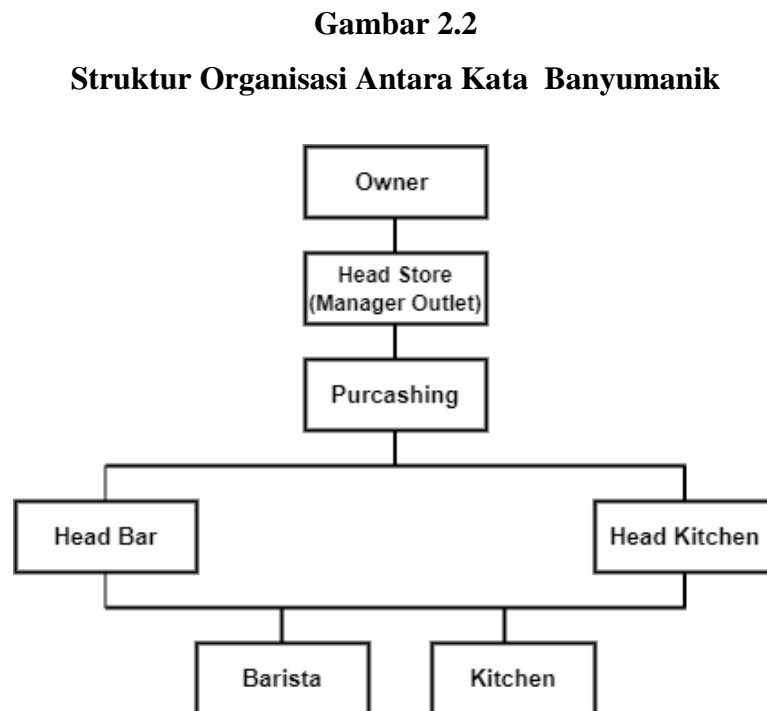 Gambar 2.2
Struktur Organisasi Antara Kata Banyumanik
Owner
Head Store
(Manager Outlet)
Purcashing
Head Bar
Head Kitchen
Barista
Kitchen